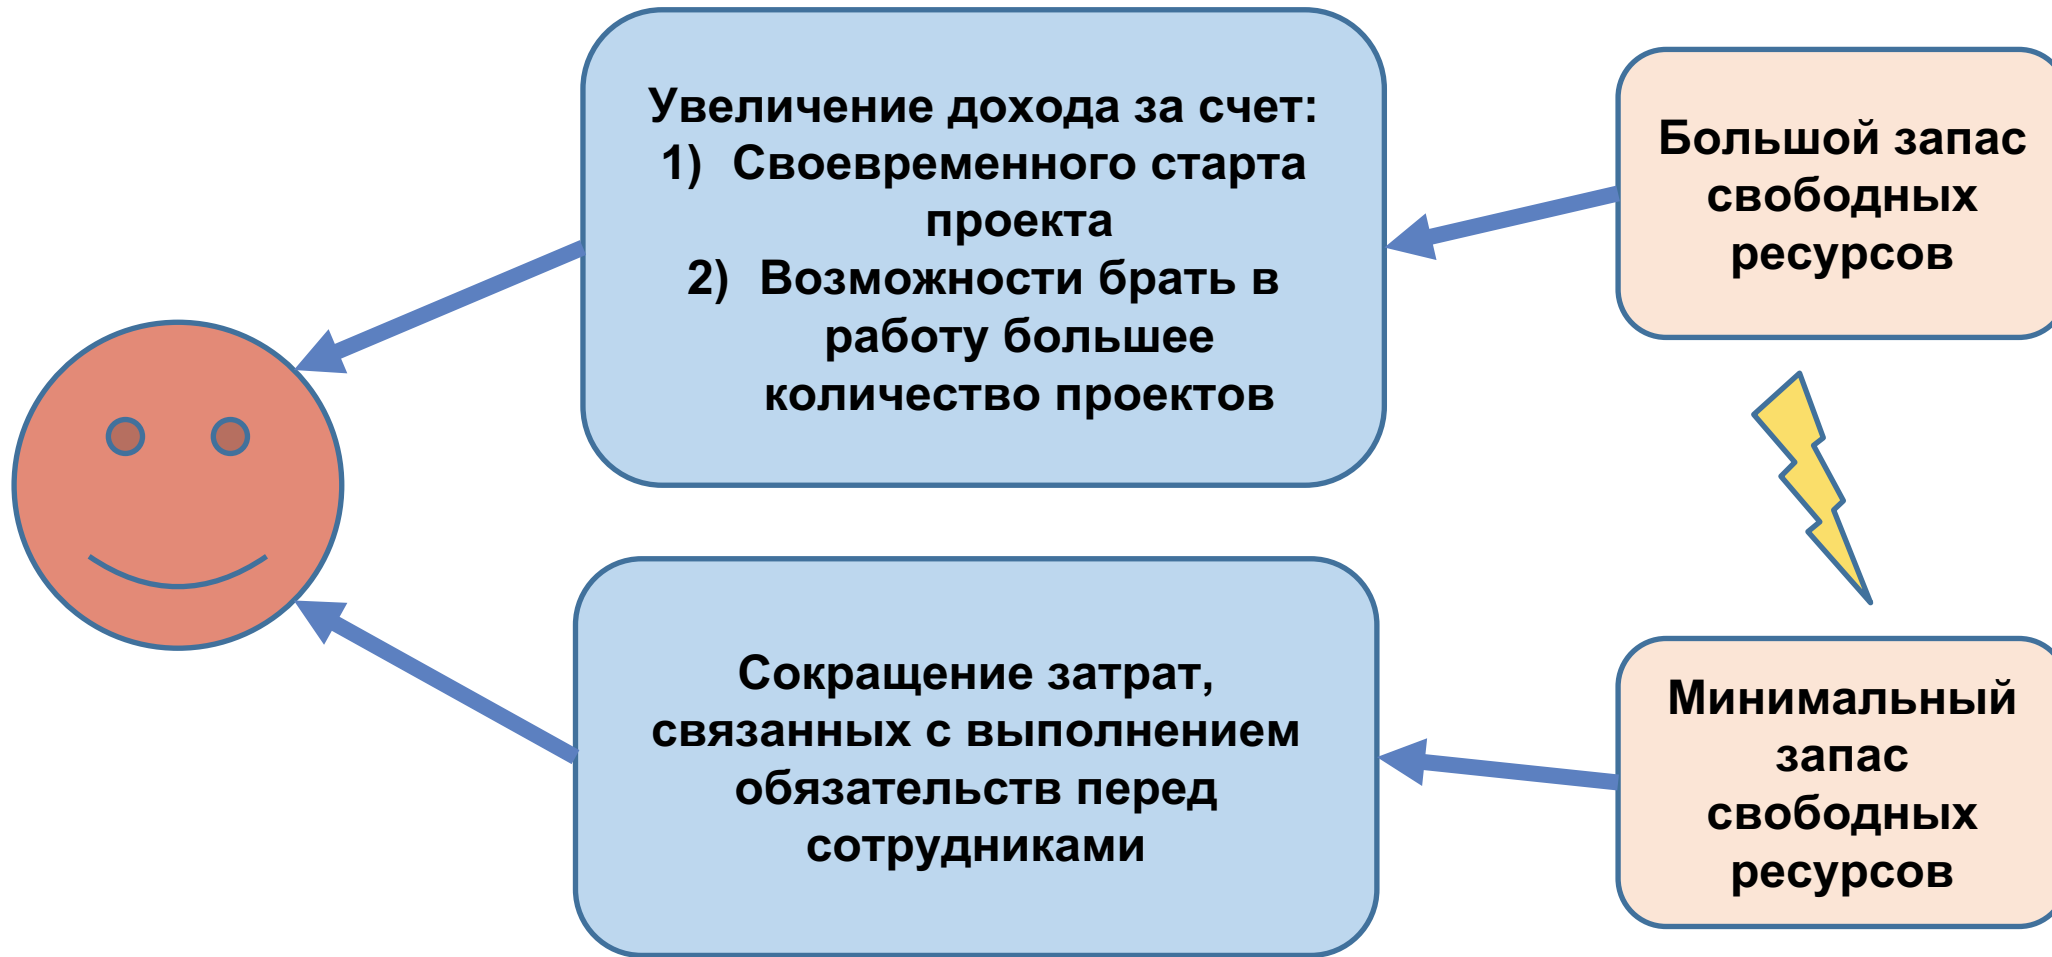 Увеличение дохода за счет:
1) Своевременного старта
проекта
2) Возможности брать в
работу большее
количество проектов
Большой запас
свободных
ресурсов
Сокращение затрат,
связанных с выполнением
обязательств перед
сотрудниками
Минимальный
запас
свободных
ресурсов